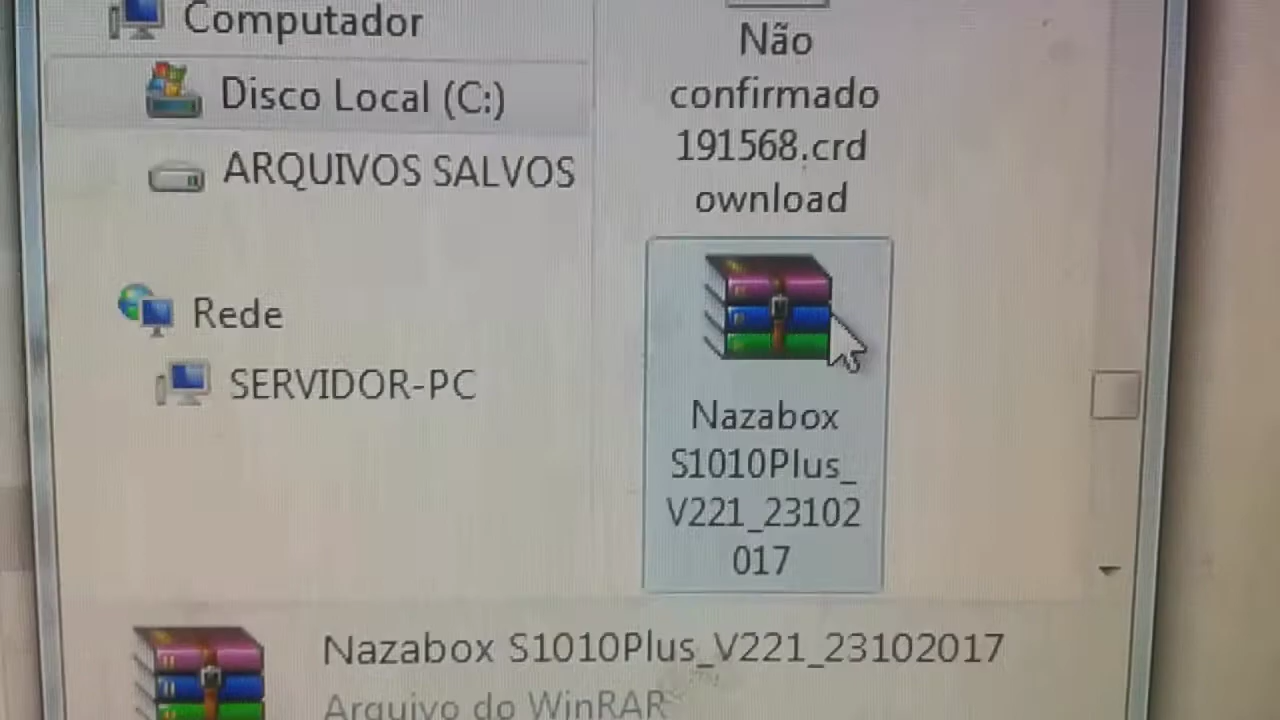 Computador
Disco Local (C:)
ARQUIVOS SALVOS
Rede
SERVIDOR-PC
Não
confirmado
191568.crd
ownload
Nazabox
S1010Plus_
V221_23102
017
Nazabox S1010Plus_V221_23102017
Arquivo do WinRAR